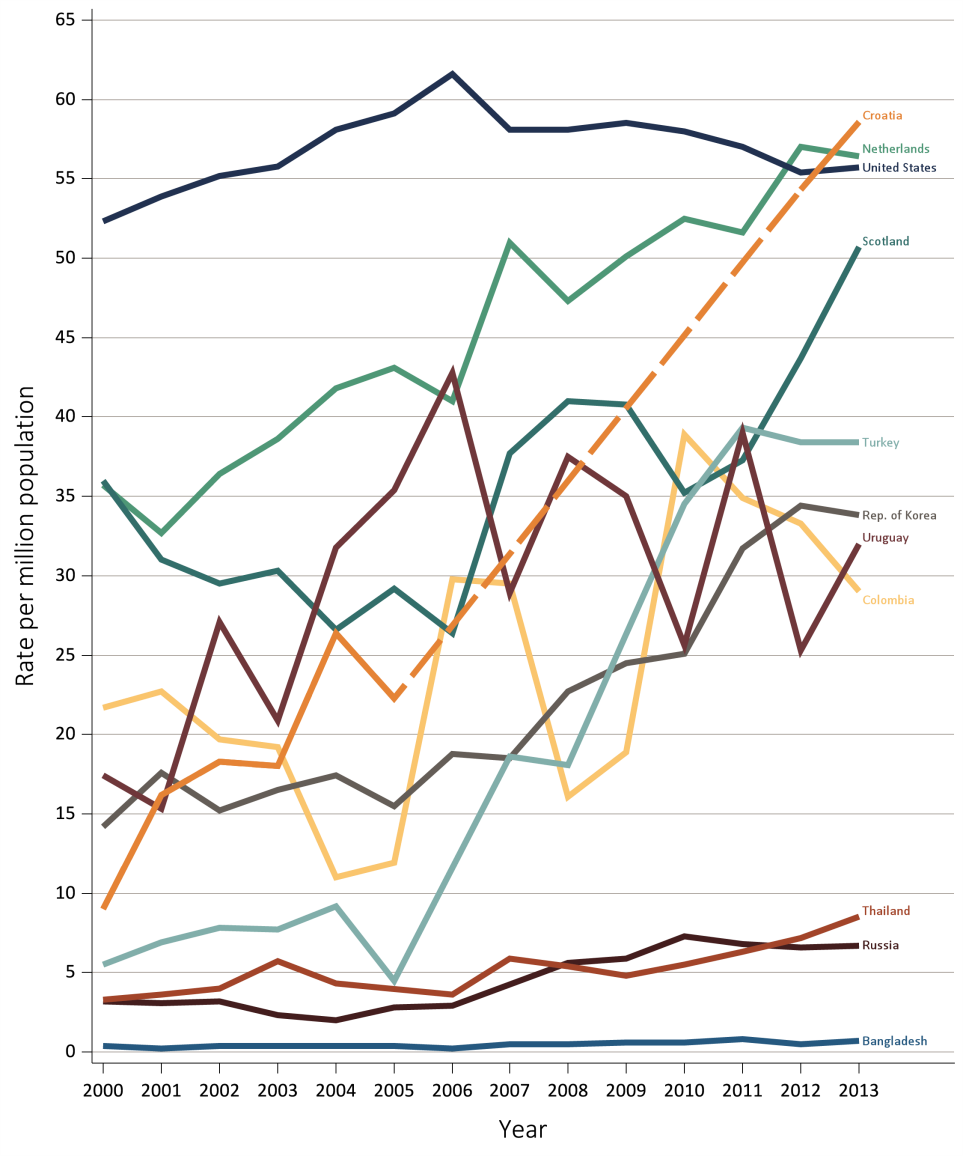 65
60
55
50
45
40
35
30
25
20
15
10
5
0
Rate per million population
Croatia
Netherlands
United States
Scotland
Turkey
Rep. of Korea
Uruguay
Colombia
Thailand
Russia
Bangladesh
2000 2001 2002 2003 2004 2005 2006 2007 2008 2009 2010 2011 2012 2013
Year